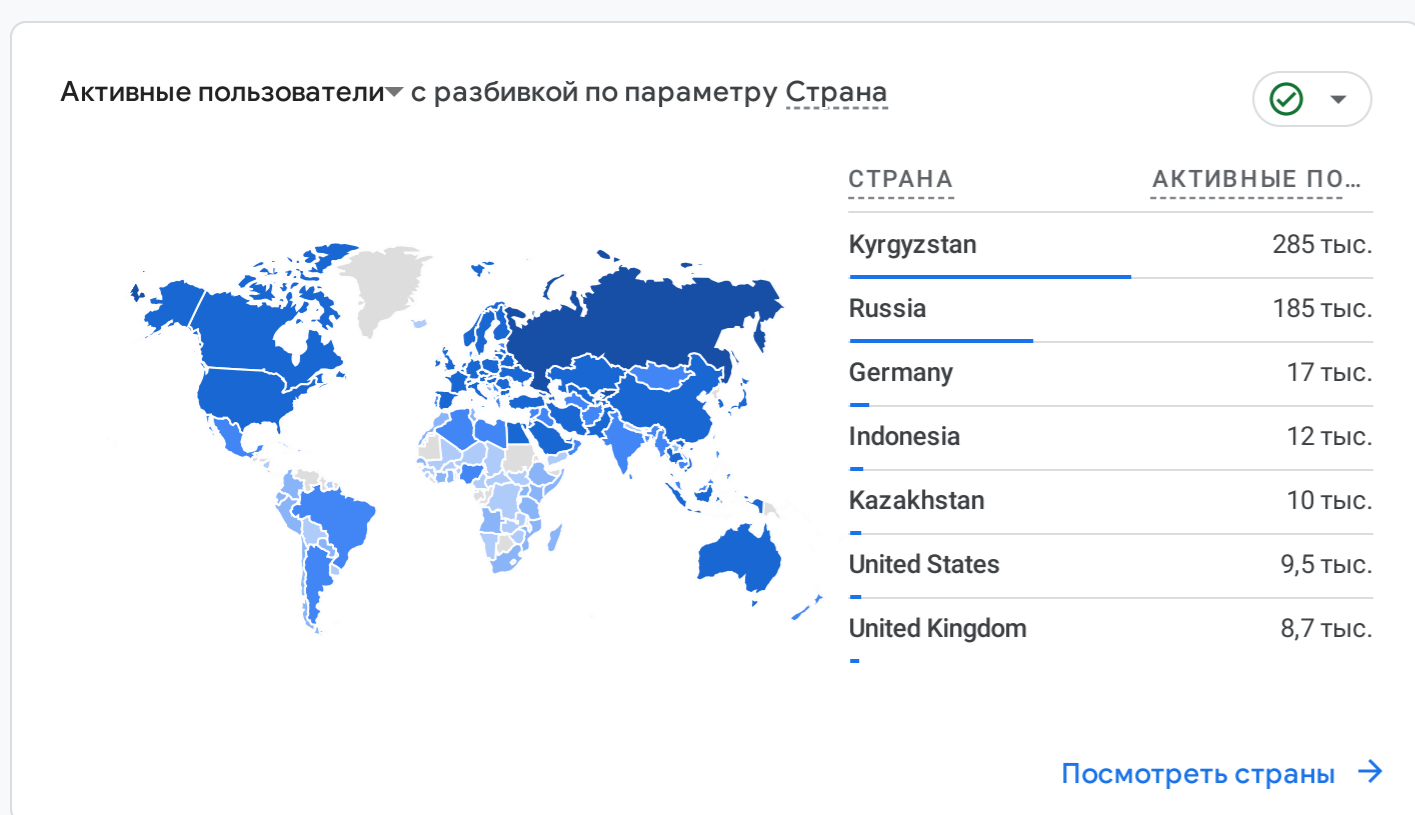 Активные пользователи с разбивкой по параметру Страна
СТРАНА АКТИВНЫЕ ПО...
Kyrgyzstan 285 тыс.
Russia 185 тыс.
Germany 17 тыс.
Indonesia 12 тыс.
Kazakhstan 10 тыс.
United States 9,5 тыс.
United Kingdom 8,7 тыс.
Посмотреть страны